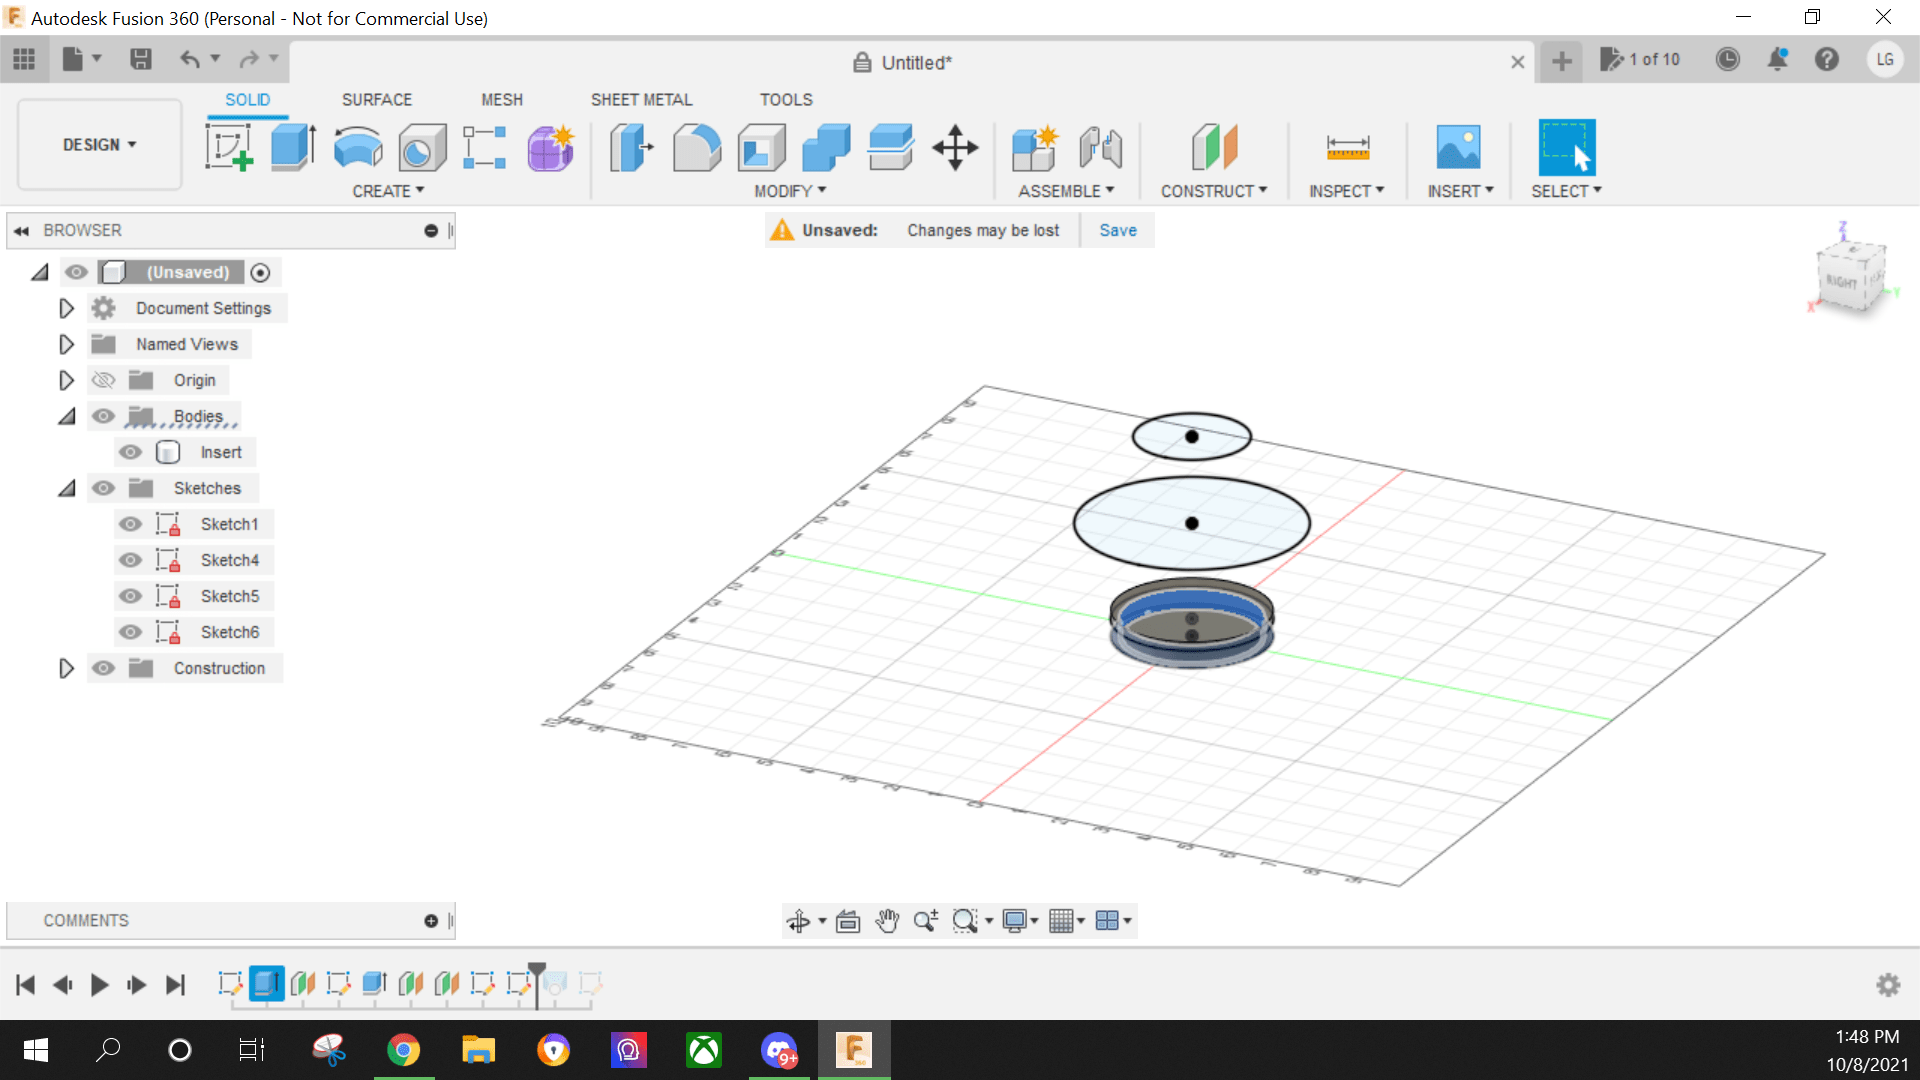 Autodesk Fusion 360 (Personal - Not for Commercial Use)
Untitled*
1 of 10
LG
SOLID SURFACE MESH SHEET METAL TOOLS
DESIGN
CREATE MODIFY ASSEMBLE CONSTRUCT INSPECT INSERT SELECT
BROWSER
Unsaved: Changes may be lost Save
(Unsaved)
Document Settings
Named Views
Origin
Bodies
Insert
Sketches
Sketch1
Sketch4
Sketch5
Sketch6
Construction
Z
RIGHT
X
Y
COMMENTS
9+
360
1:48 PM
10/8/2021